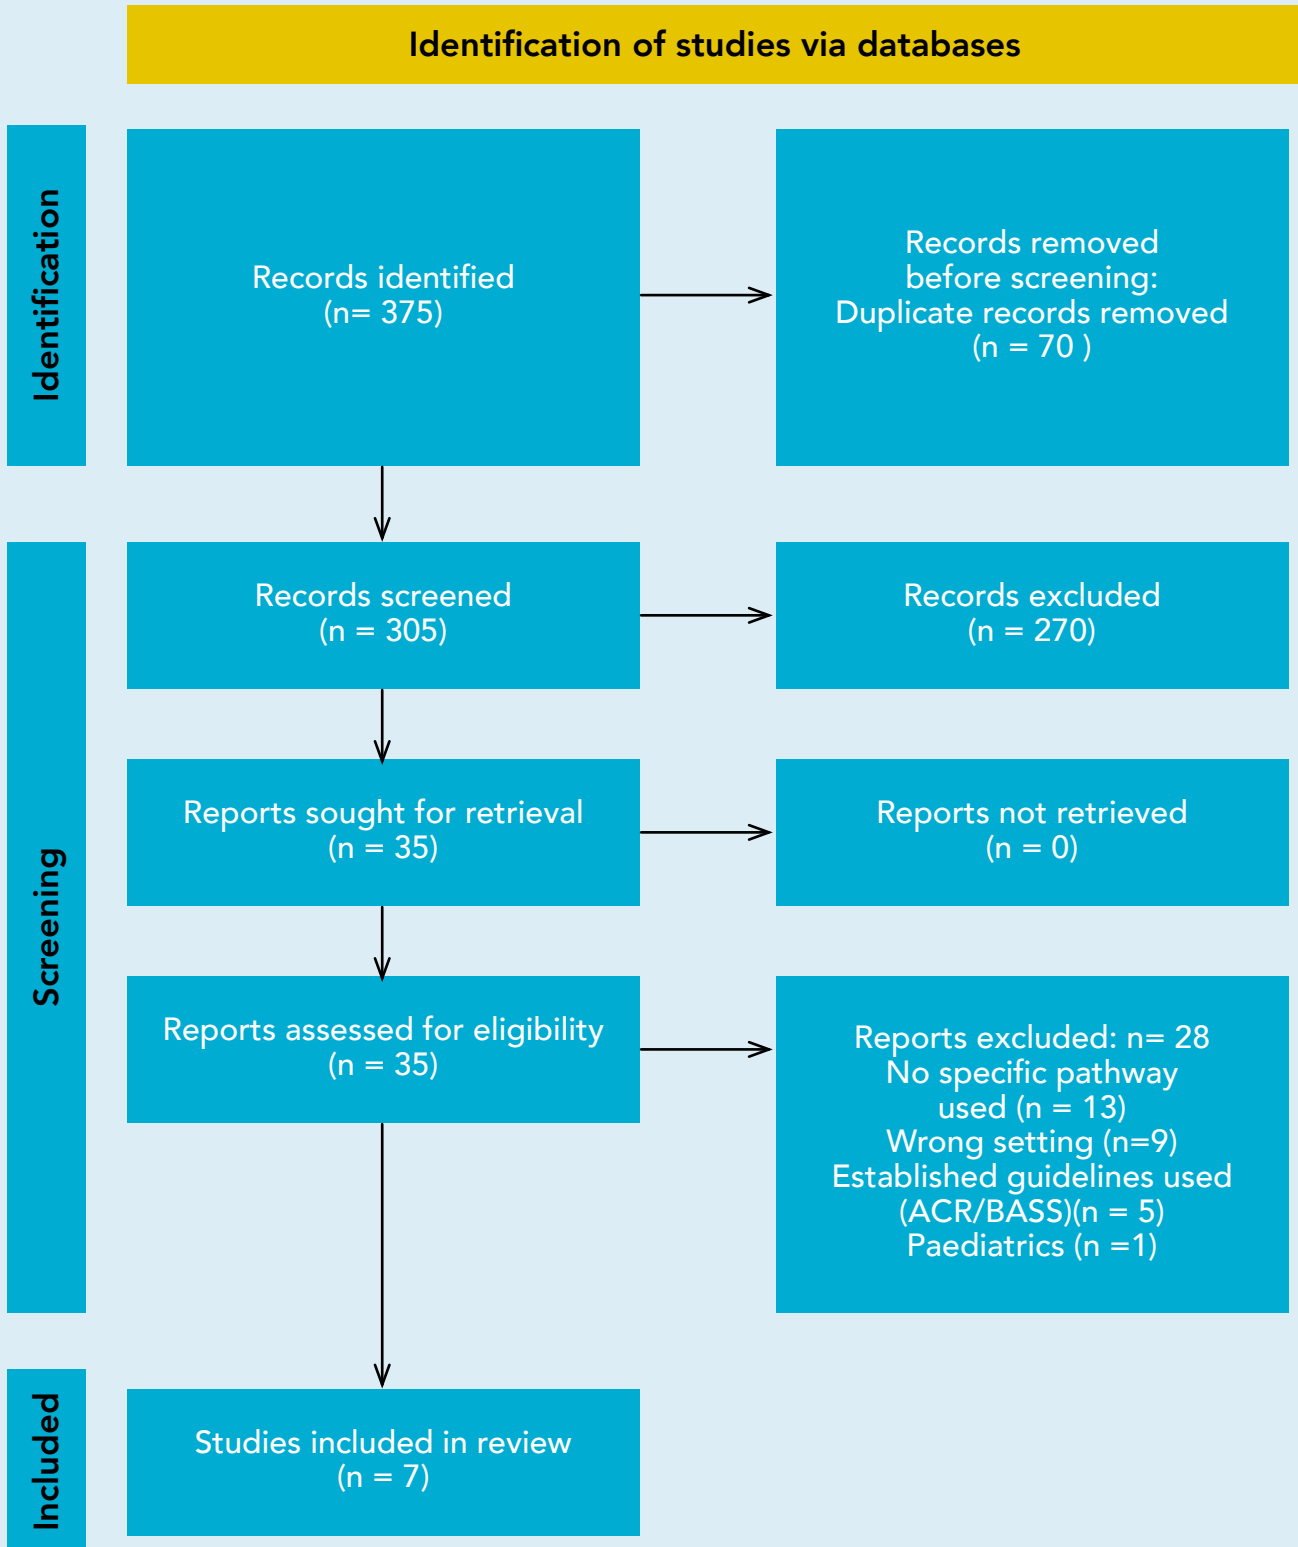 Identification of studies via databases
Identification
Records identified
(n= 375)
Records removed
before screening:
Duplicate records removed
(n = 70 )
Screening
Records screened
(n = 305)
Records excluded
(n = 270)
Reports sought for retrieval
(n = 35)
Reports not retrieved
(n = 0)
Reports assessed for eligibility
(n = 35)
Reports excluded: n= 28
No specific pathway
used (n = 13)
Wrong setting (n=9)
Established guidelines used
(ACR/BASS)(n = 5)
Paediatrics (n =1)
Included
Studies included in review
(n = 7)